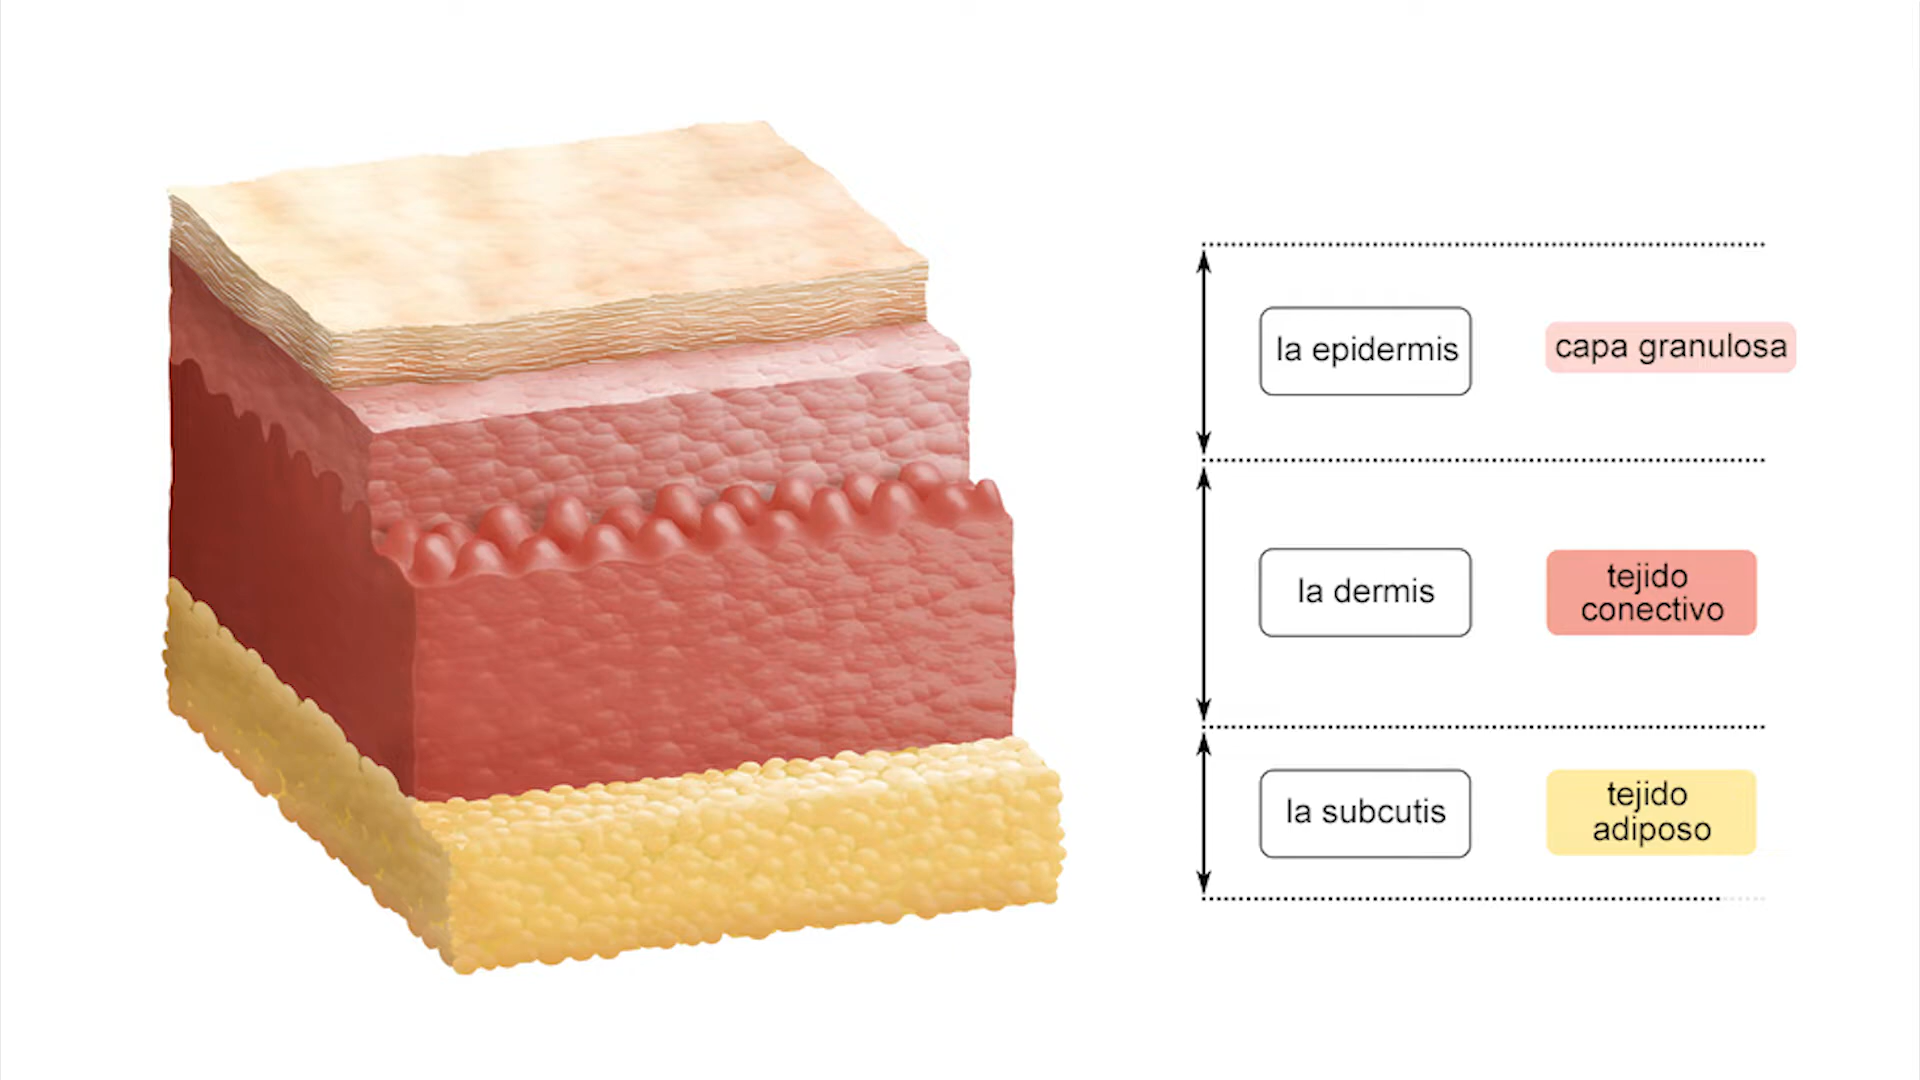 la epidermis
capa granulosa
la dermis
tejido
conectivo
la subcutis
tejido
adiposo